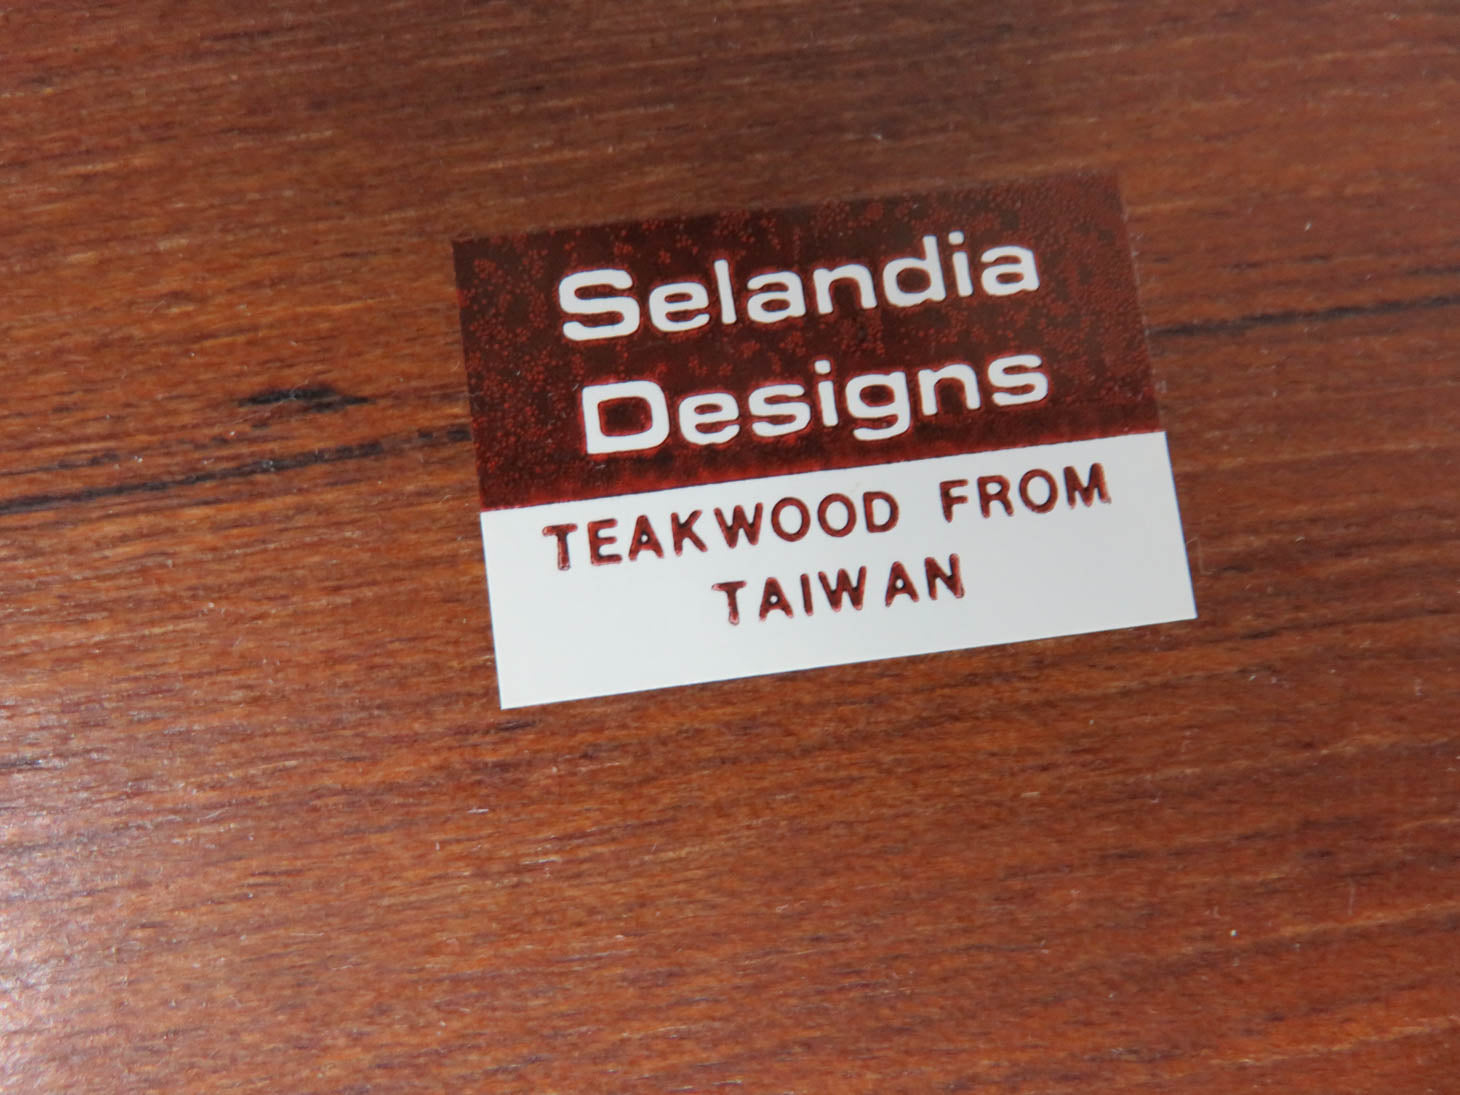 Selandia
Designs
TEAKWOOD FROM
TAIWAN